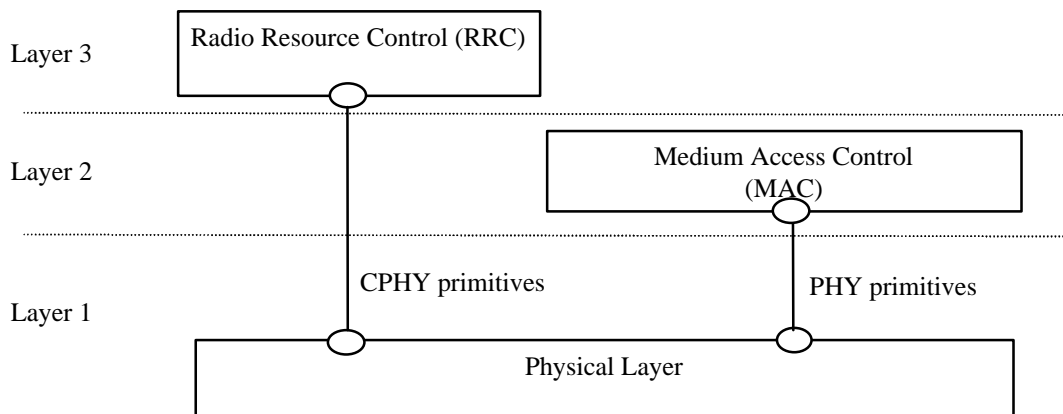 Radio Resource Control (RRC)
Layer 3
Medium Access Control
(MAC)
Layer 2
CPHY primitives
PHY primitives
Layer 1
Physical Layer